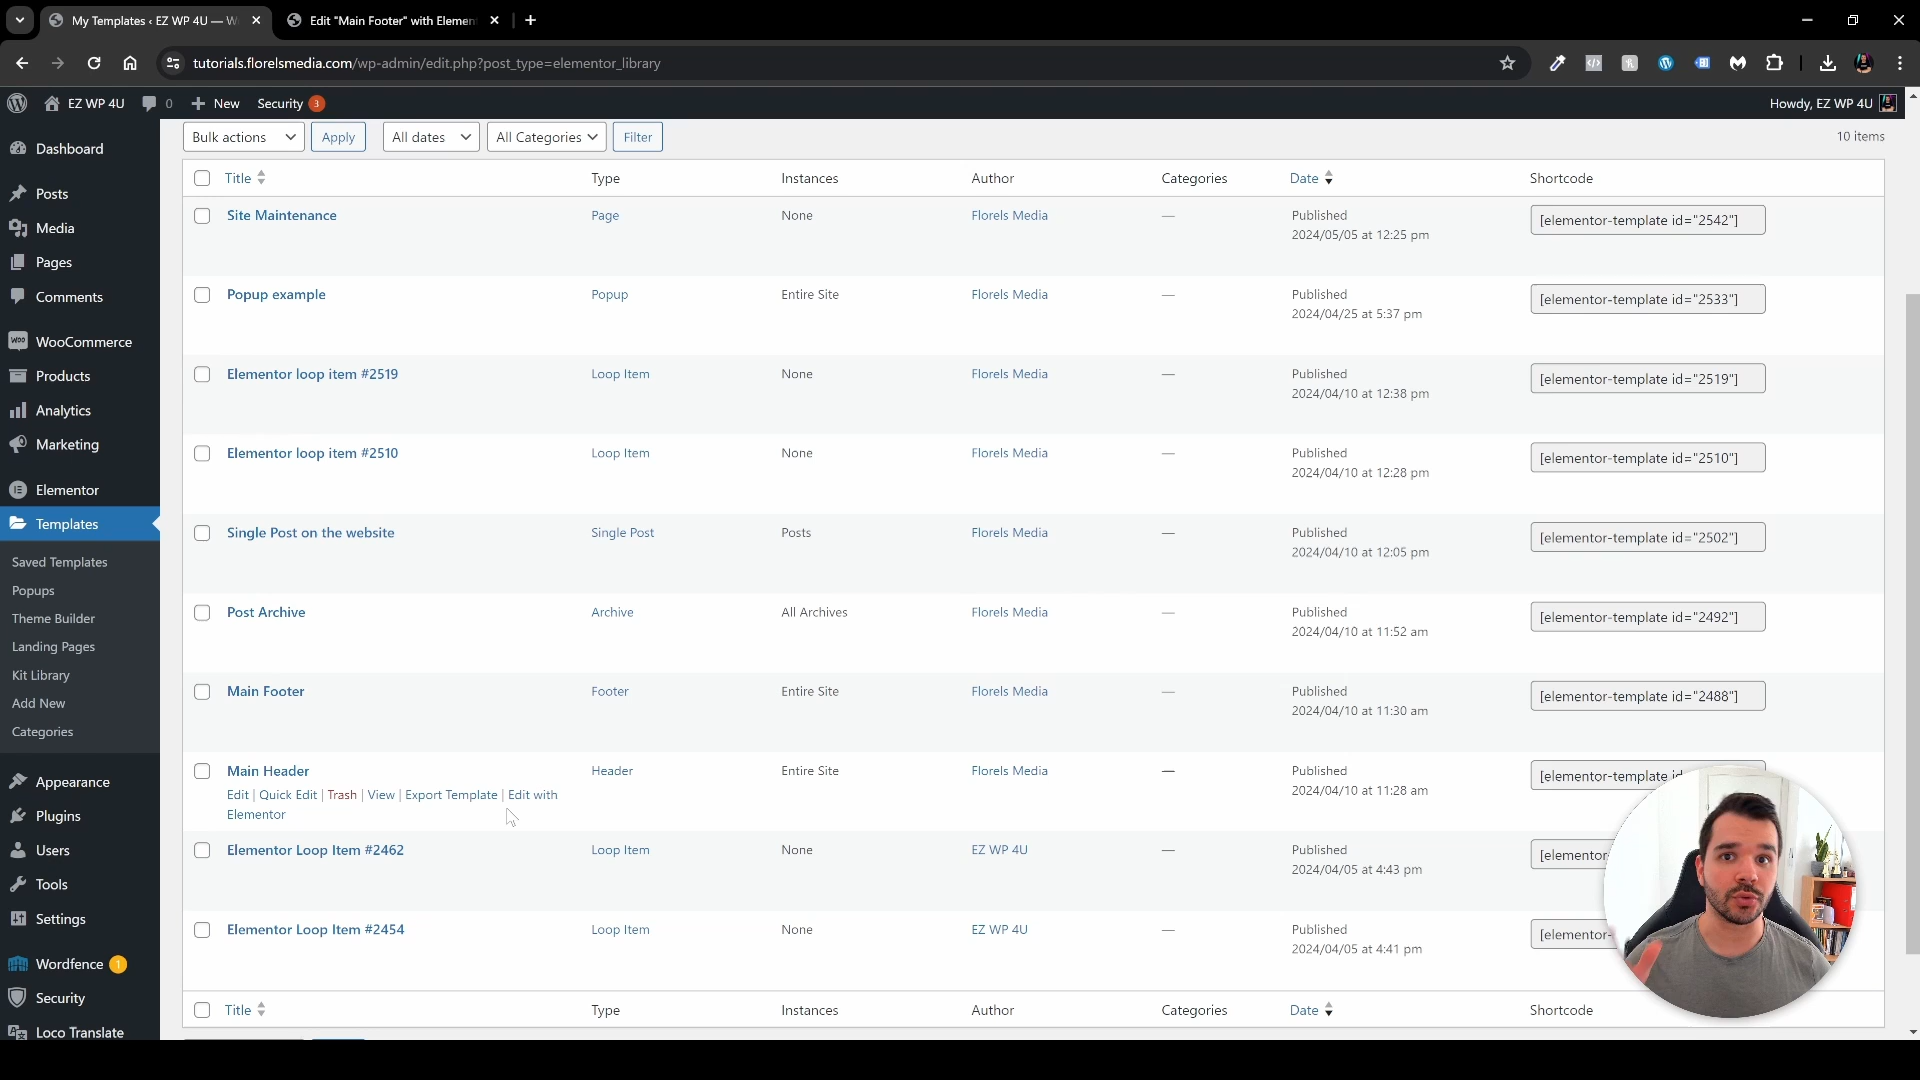 My Templates ‹ EZ WP 4U — W
Edit "Main Footer" with Elemen
tutorials.florelsmedia.com/wp-admin/edit.php?post_type=elementor_library
EZ WP 4U
0
New
Security 3
Howdy, EZ WP 4U
Dashboard
Posts
Media
Pages
Comments
WooCommerce
Products
Analytics
Marketing
Elementor
Templates
Saved Templates
Popups
Theme Builder
Landing Pages
Kit Library
Add New
Categories
Appearance
Plugins
Users
Tools
Settings
Wordfence 1
Security
Loco Translate
Bulk actions
Apply
All dates
All Categories
Filter
10 items
Title Type Instances Author Categories Date Shortcode
Site Maintenance Page None Florels Media — Published [elementor-template id="2542"]
2024/05/05 at 12:25 pm
Popup example Popup Entire Site Florels Media — Published [elementor-template id="2533"]
2024/04/25 at 5:37 pm
Elementor loop item #2519 Loop Item None Florels Media — Published [elementor-template id="2519"]
2024/04/10 at 12:38 pm
Elementor loop item #2510 Loop Item None Florels Media — Published [elementor-template id="2510"]
2024/04/10 at 12:28 pm
Single Post on the website Single Post Posts Florels Media — Published [elementor-template id="2502"]
2024/04/10 at 12:05 pm
Post Archive Archive All Archives Florels Media — Published [elementor-template id="2492"]
2024/04/10 at 11:52 am
Main Footer Footer Entire Site Florels Media — Published [elementor-template id="2488"]
2024/04/10 at 11:30 am
Main Header Header Entire Site Florels Media — Published [elementor-template
Edit | Quick Edit | Trash | View | Export Template | Edit with 2024/04/10 at 11:28 am
Elementor
Elementor Loop Item #2462 Loop Item None EZ WP 4U — Published [elementor
2024/04/05 at 4:43 pm
Elementor Loop Item #2454 Loop Item None EZ WP 4U — Published [elementor-
2024/04/05 at 4:41 pm
Title Type Instances Author Categories Date Shortcode